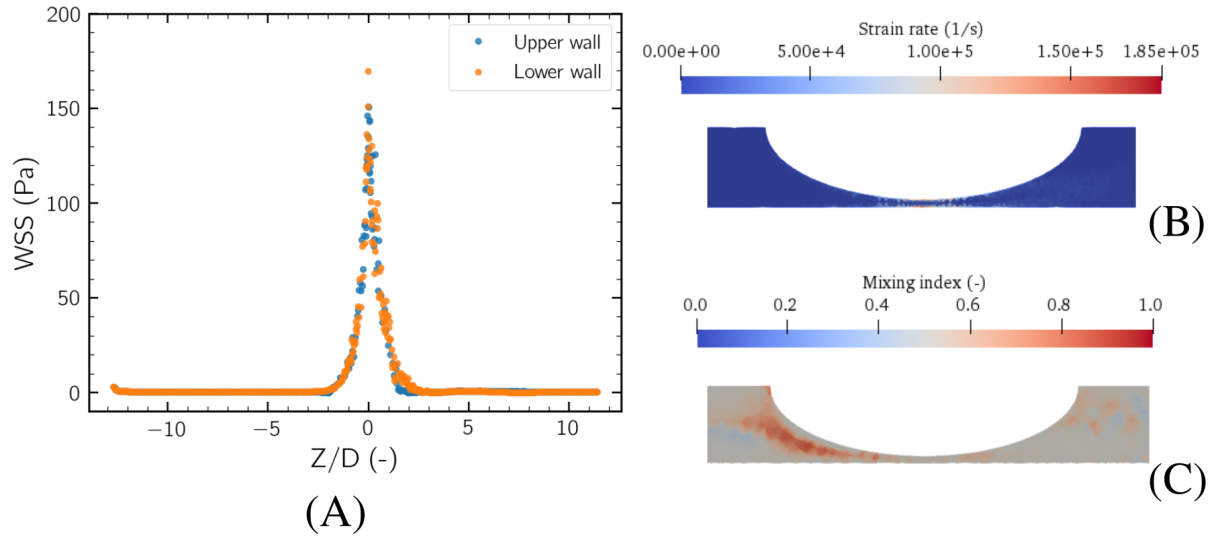 200
150
100
50
0
WSS (Pa)
Upper wall
Lower wall
−10
−5
0
5
10
Z/D (-)
(A)
Strain rate (1/s)
0.00e+00
5.00e+4
1.00e+5
1.50e+5
1.85e+05
(B)
Mixing index (-)
0.0
0.2
0.4
0.6
0.8
1.0
(C)